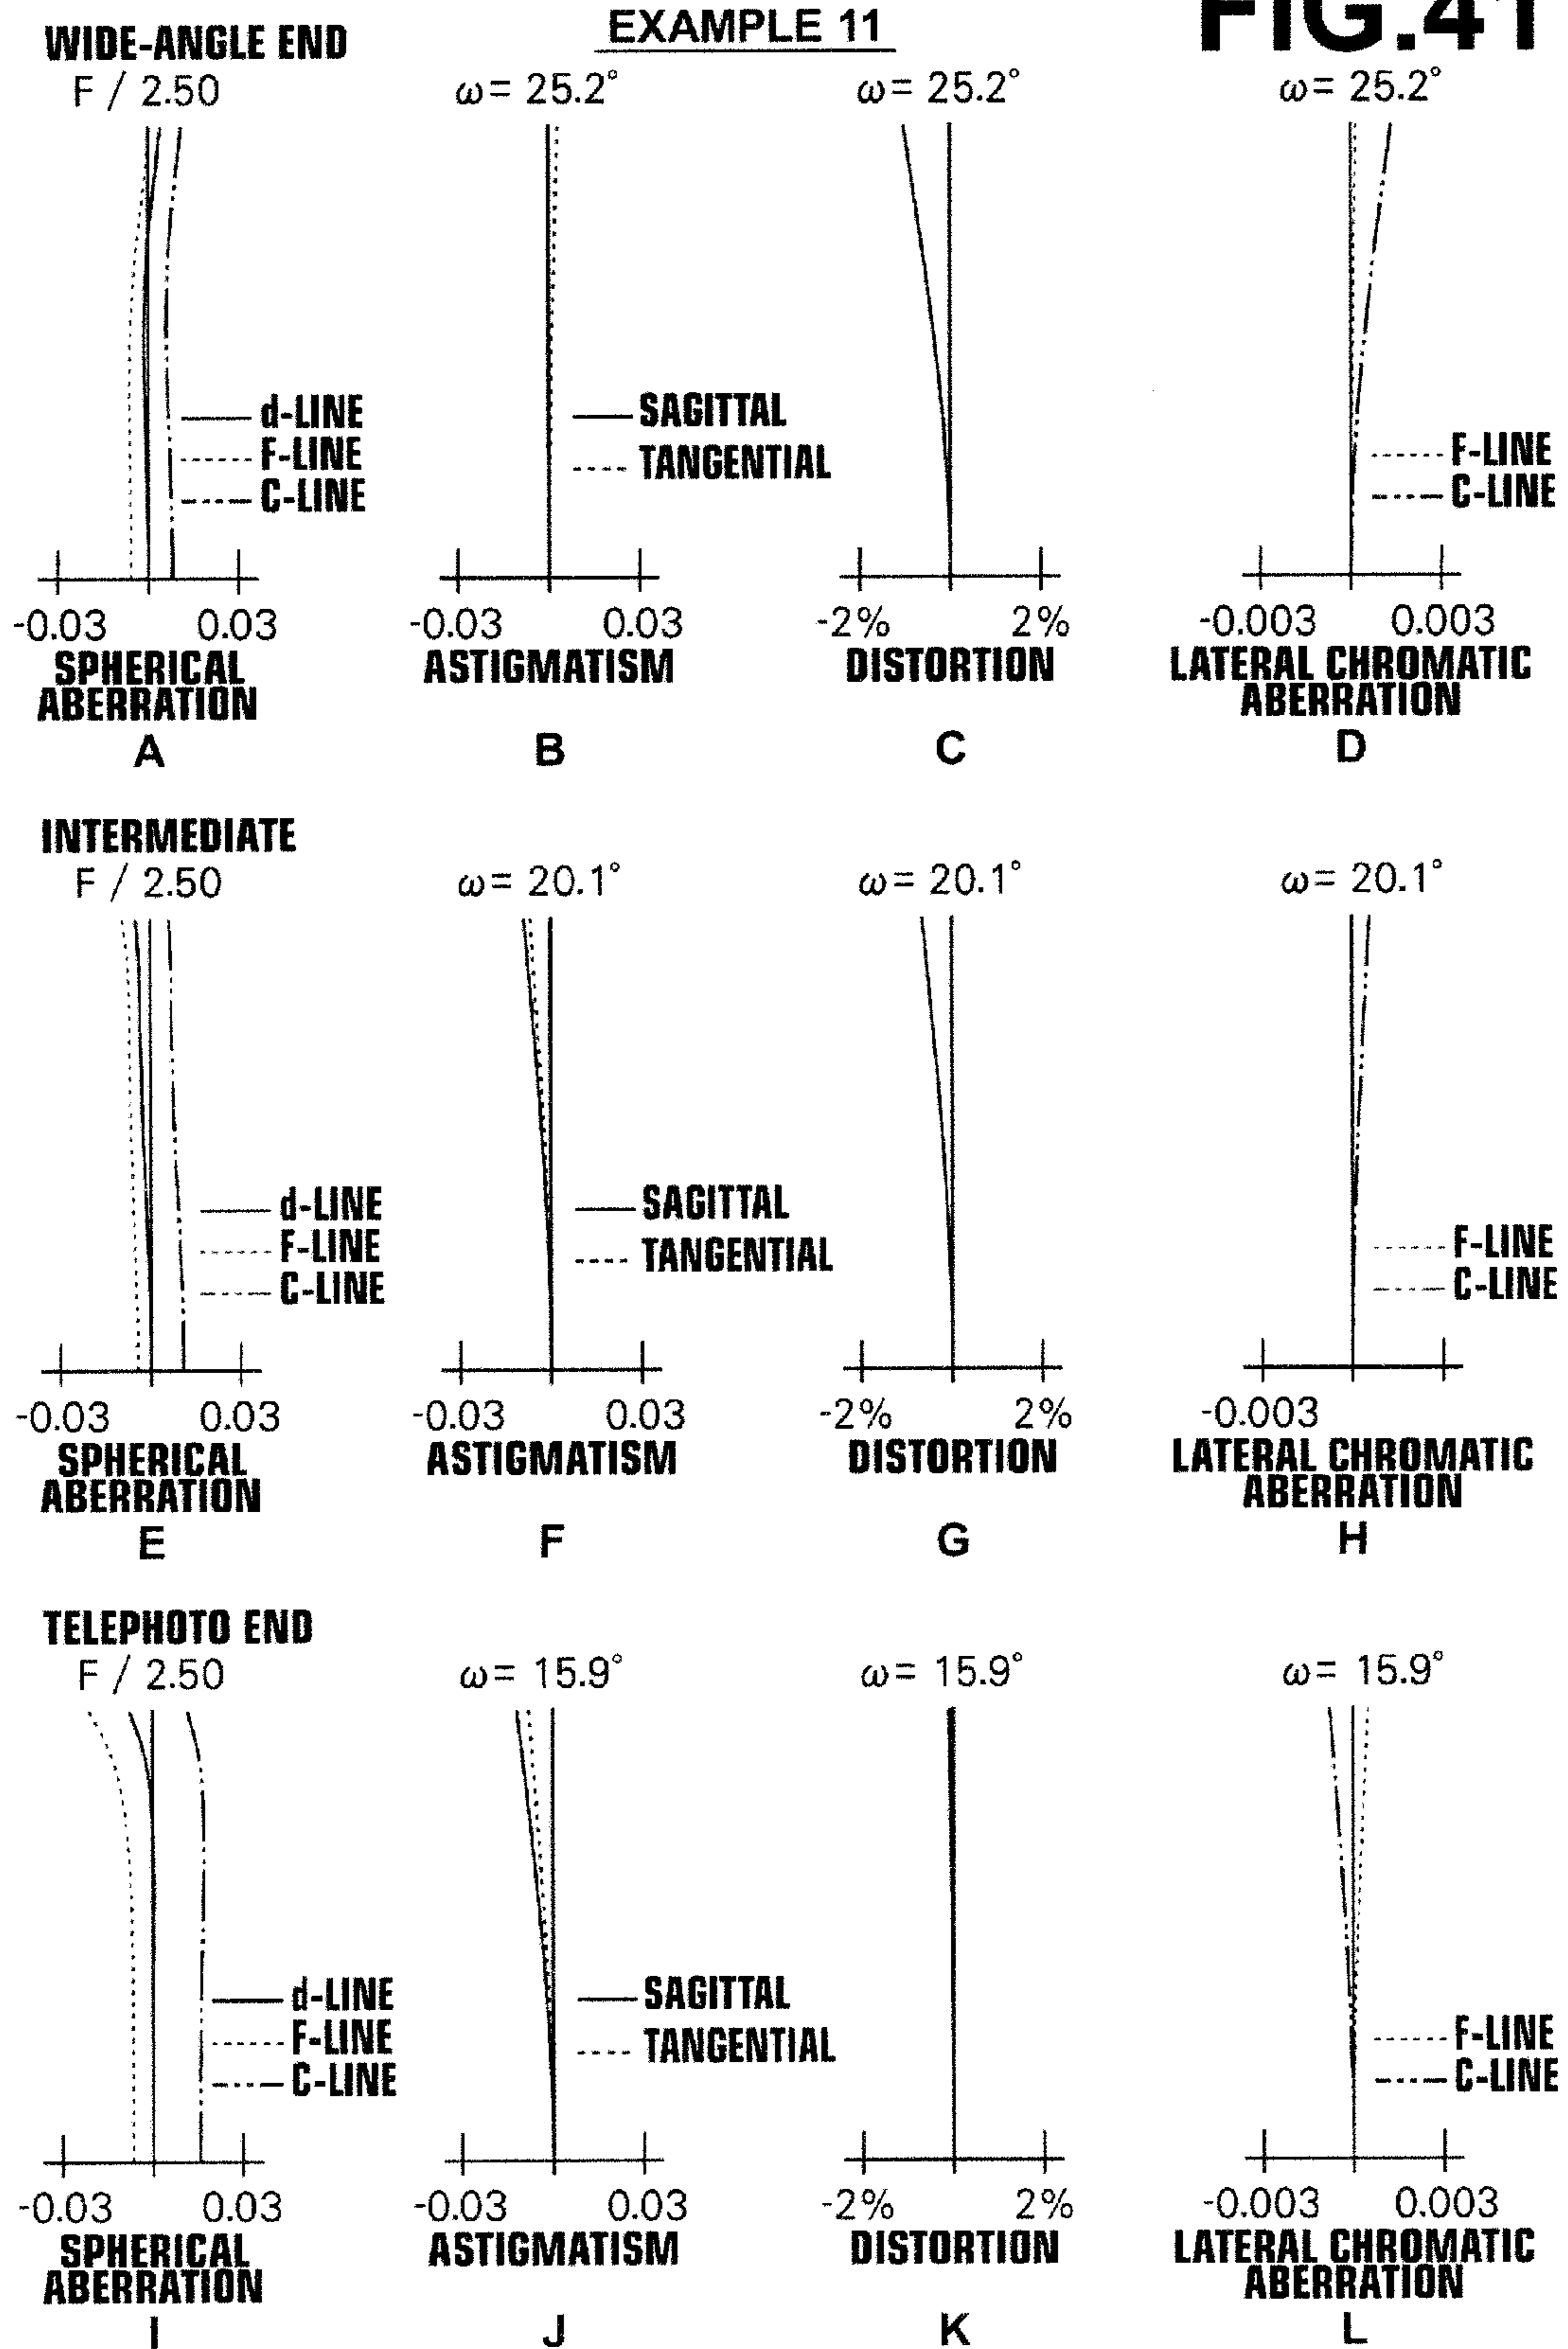 EXAMPLE 11
FIG.41
WIDE-ANGLE END
F / 2.50
ω= 25.2°
ω= 25.2°
ω= 25.2°
d-LINE
F-LINE
C-LINE
SAGITTAL
TANGENTIAL
F-LINE
C-LINE
-0.03 0.03
-0.03 0.03
-2% 2%
-0.003 0.003
SPHERICAL
ABERRATION
ASTIGMATISM
DISTORTION
LATERAL CHROMATIC
ABERRATION
A
B
C
D
INTERMEDIATE
F / 2.50
ω= 20.1°
ω= 20.1°
ω= 20.1°
d-LINE
F-LINE
C-LINE
SAGITTAL
TANGENTIAL
F-LINE
C-LINE
-0.03 0.03
-0.03 0.03
-2% 2%
-0.003
SPHERICAL
ABERRATION
ASTIGMATISM
DISTORTION
LATERAL CHROMATIC
ABERRATION
E
F
G
H
TELEPHOTO END
F / 2.50
ω= 15.9°
ω= 15.9°
ω= 15.9°
d-LINE
F-LINE
C-LINE
SAGITTAL
TANGENTIAL
F-LINE
C-LINE
-0.03 0.03
-0.03 0.03
-2% 2%
-0.003 0.003
SPHERICAL
ABERRATION
ASTIGMATISM
DISTORTION
LATERAL CHROMATIC
ABERRATION
I
J
K
L